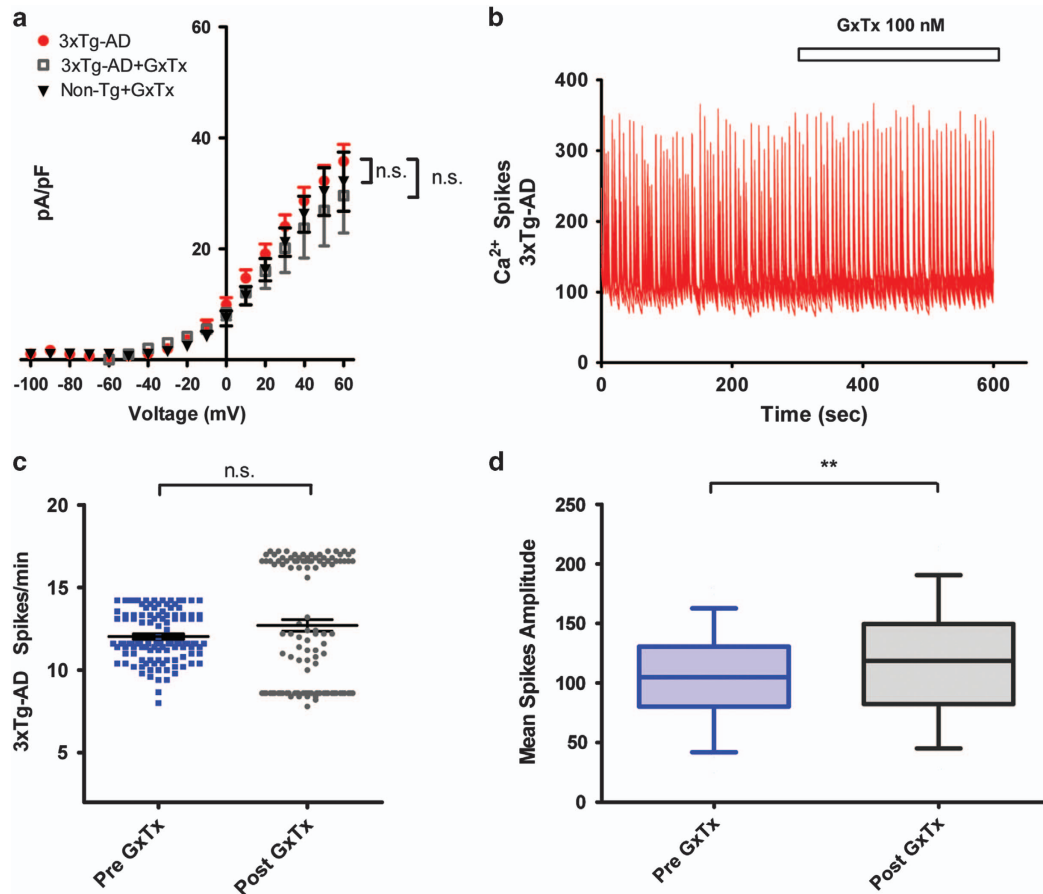 a
3xTg-AD
3xTg-AD+GxTx
Non-Tg+GxTx
60
40
20
pA/pF
n.s.
n.s.
-100 -80 -60 -40 -20 0 20 40 60
Voltage (mV)
b
GxTx 100 nM
400
300
200
100
0
Ca²⁺ Spikes
3xTg-AD
0 200 400 600
Time (sec)
c
n.s.
20
15
10
5
3xTg-AD Spikes/min
Pre GxTx
Post GxTx
d
**
250
200
150
100
50
0
Mean Spikes Amplitude
Pre GxTx
Post GxTx